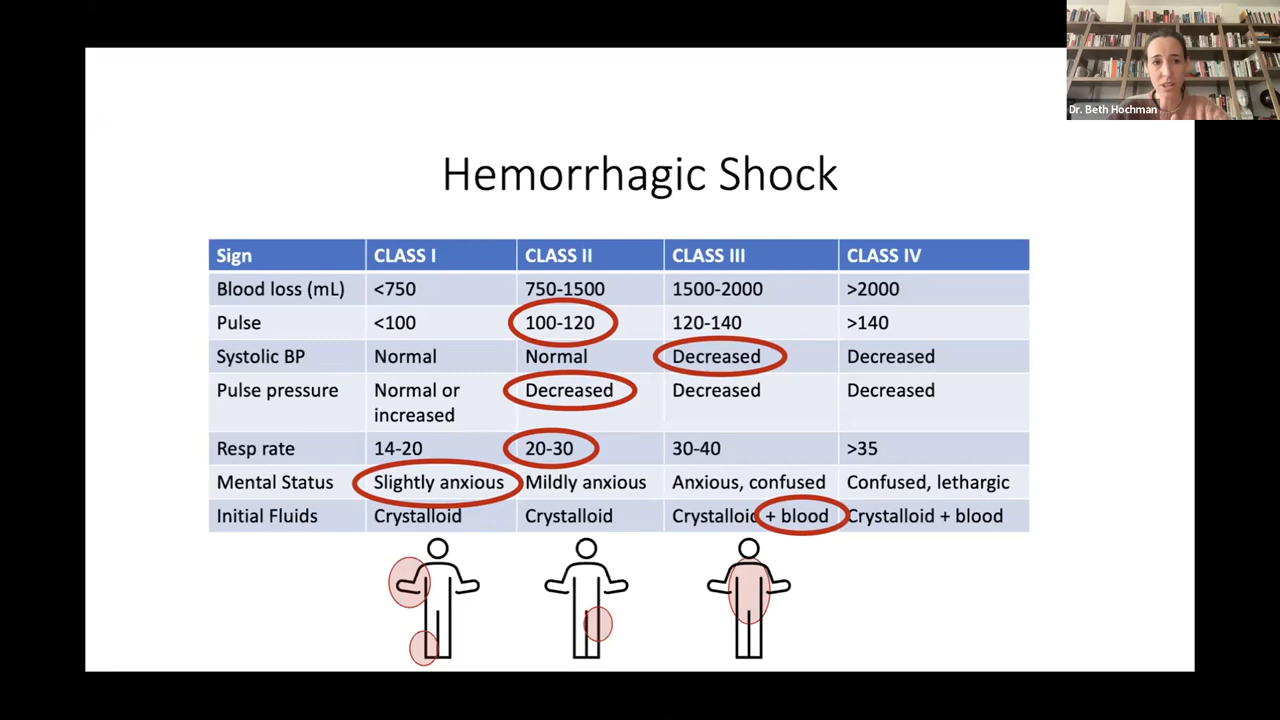 Dr. Beth Hochman
Hemorrhagic Shock
Sign CLASS I CLASS II CLASS III CLASS IV
Blood loss (mL) <750 750-1500 1500-2000 >2000
Pulse <100 100-120 120-140 >140
Systolic BP Normal Normal Decreased Decreased
Pulse pressure Normal or increased Decreased Decreased Decreased
Resp rate 14-20 20-30 30-40 >35
Mental Status Slightly anxious Mildly anxious Anxious, confused Confused, lethargic
Initial Fluids Crystalloid Crystalloid Crystalloid + blood Crystalloid + blood